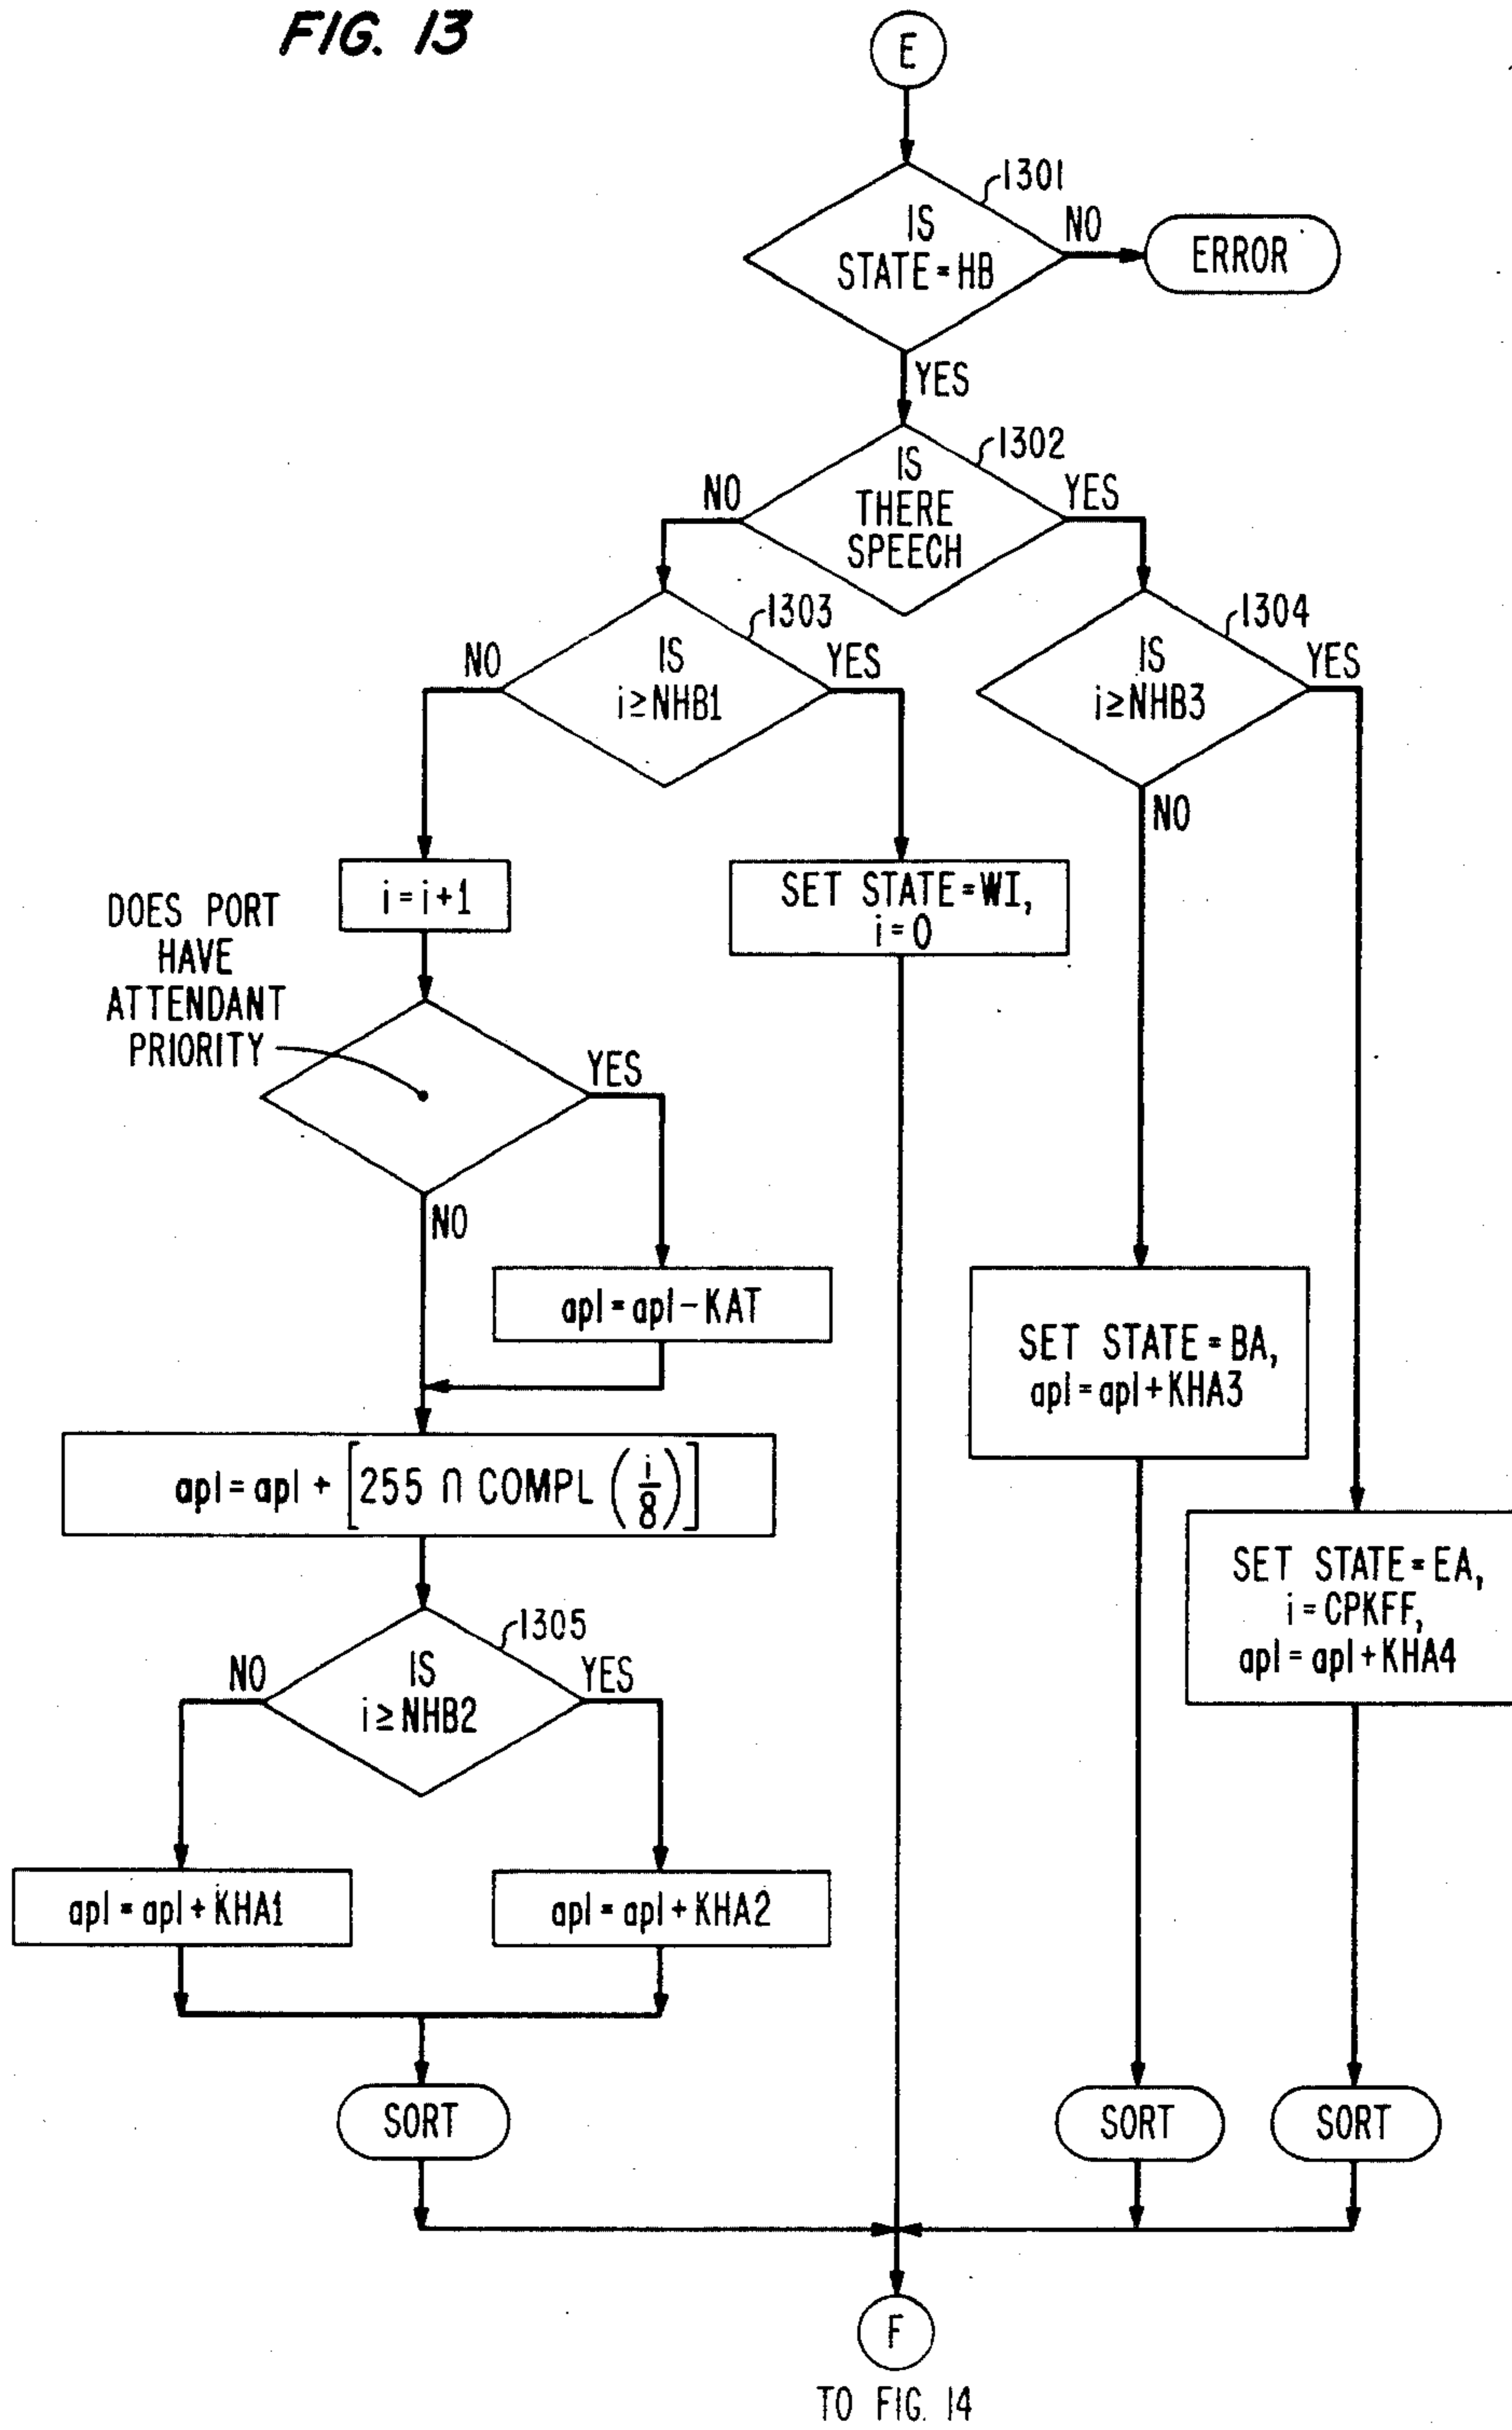 FIG. 13
E
1301
IS
STATE = HB
NO
ERROR
YES
1302
IS
THERE
SPEECH
NO
YES
1303
IS
i≥NHB1
NO
YES
1304
IS
i≥NHB3
YES
NO
i = i+1
SET STATE = WI,
i = 0
DOES PORT
HAVE
ATTENDANT
PRIORITY
YES
NO
apl = apl - KAT
SET STATE = BA,
apl = apl + KHA3
apl = apl + [255 ∩ COMPL (i/8)]
SET STATE = EA,
i = CPKFF,
apl = apl + KHA4
1305
IS
i ≥ NHB2
NO
YES
apl = apl + KHA1
apl = apl + KHA2
SORT
SORT
SORT
F
TO FIG. 14